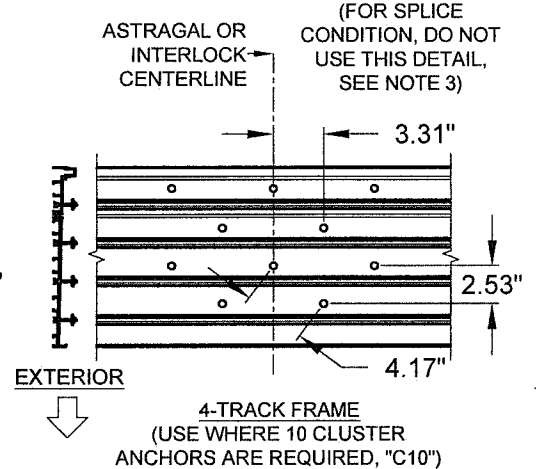 (FOR SPLICE
CONDITION, DO NOT
USE THIS DETAIL,
SEE NOTE 3)
ASTRAGAL OR
INTERLOCK
CENTERLINE
3.31"
2.53"
4.17"
EXTERIOR
4-TRACK FRAME
(USE WHERE 10 CLUSTER
ANCHORS ARE REQUIRED, "C10")